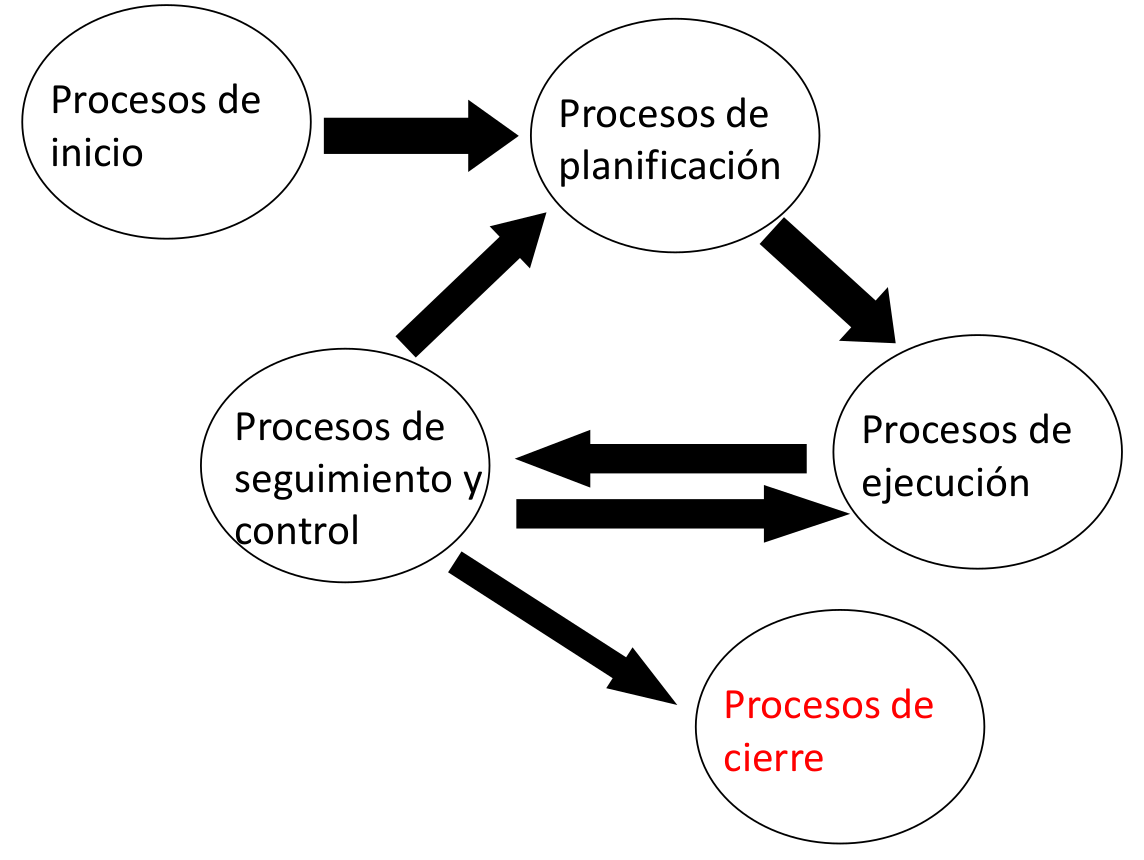 Procesos de
inicio
Procesos de
planificación
Procesos de
seguimiento y
control
Procesos de
ejecución
Procesos de
cierre